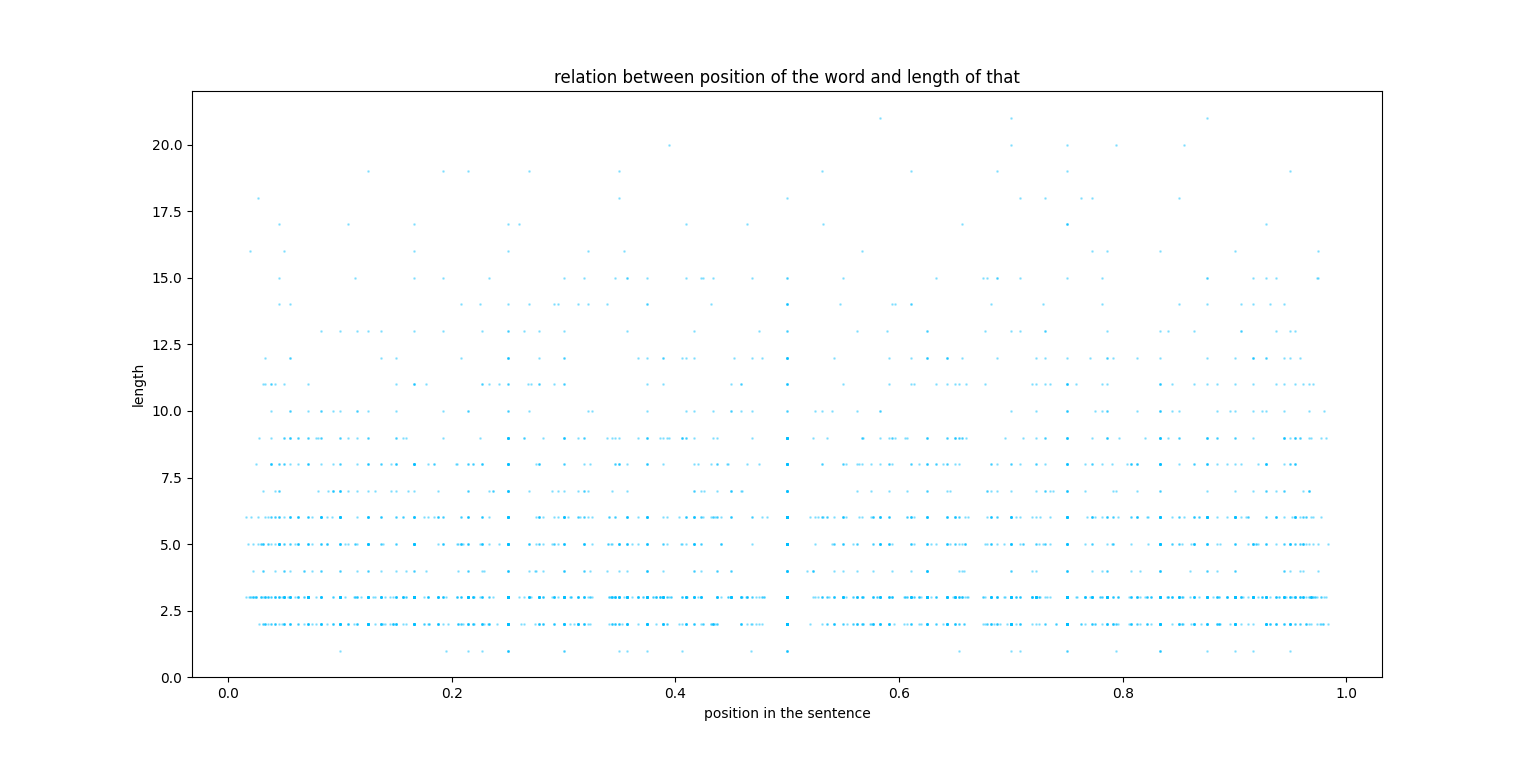 relation between position of the word and length of that
20.0
17.5
15.0
12.5
length
10.0
7.5
5.0
2.5
0.0
0.0 0.2 0.4 0.6 0.8 1.0
position in the sentence